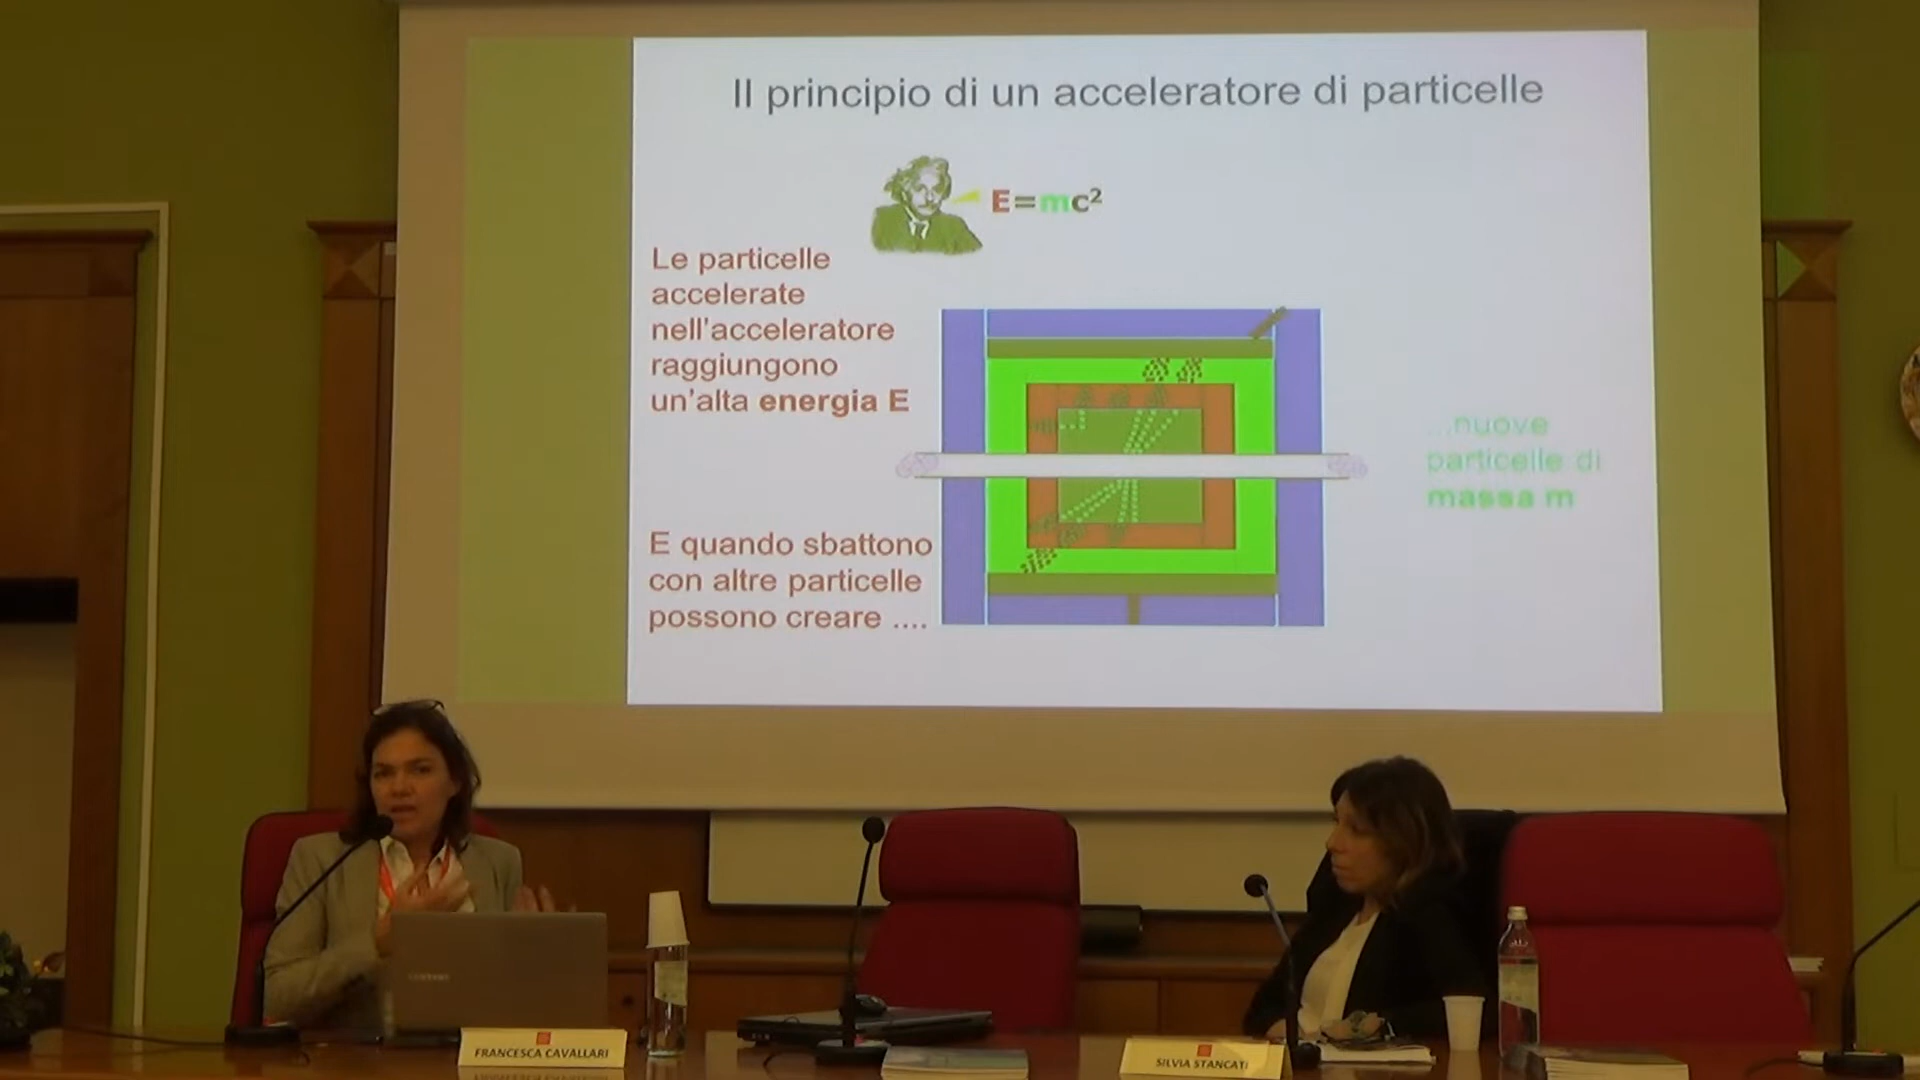 Il principio di un acceleratore di particelle
E=mc²
Le particelle
accelerate
nell'acceleratore
raggiungono
un'alta energia E
...nuove
particelle di
massa m
E quando sbattono
con altre particelle
possono creare ....
SAMSUNG
FRANCESCA CAVALLARI
SILVIA STANCATI